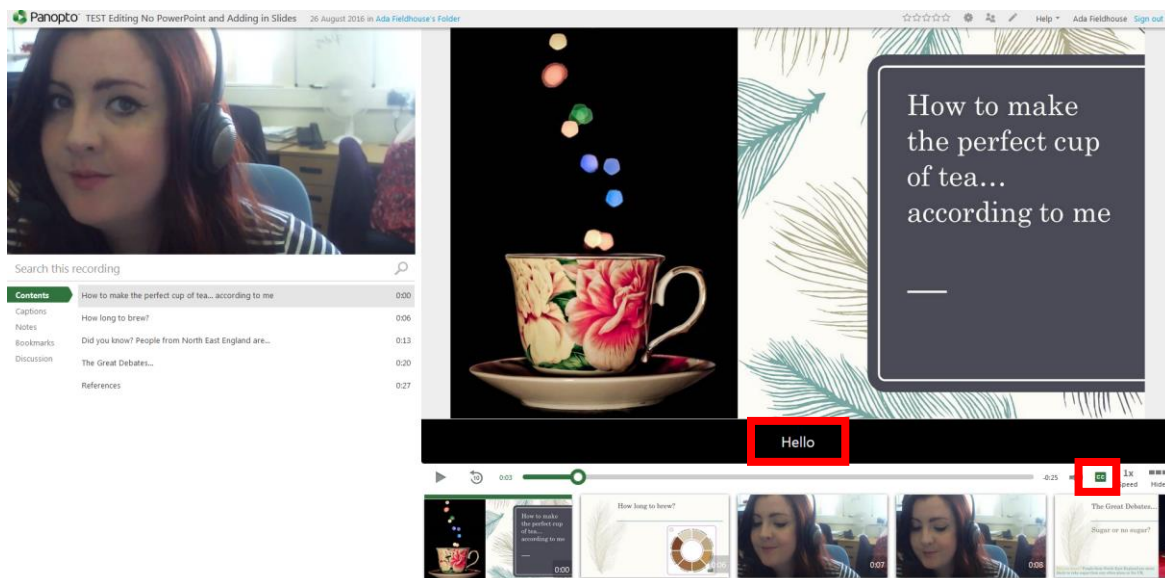 Panopto TEST Editing No PowerPoint and Adding in Slides 26 August 2016 in Ada Fieldhouse's Folder Help Ada Fieldhouse Sign out
How to make
the perfect cup
of tea...
according to me
Search this recording
Contents
Captions
Notes
Bookmarks
Discussion
How to make the perfect cup of tea... according to me 0:00
How long to brew? 0:06
Did you know? People from North East England are... 0:13
The Great Debates... 0:20
References 0:27
Hello
10 0:03 -0:25 CC 1x
Speed Hide
How to make
the perfect cup
of tea...
according to me
0:00
How long to brew?
0:06
0:07
0:08
The Great Debates...
Sugar or no sugar?